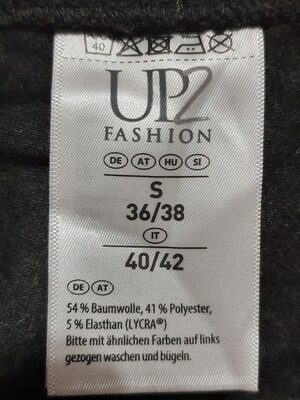 40
UP2
FASHION
DE AT HU SI
S
36/38
IT
40/42
DE AT
54 % Baumwolle, 41 % Polyester,
5 % Elasthan (LYCRA®)
Bitte mit ähnlichen Farben auf links
gezogen waschen und bügeln.